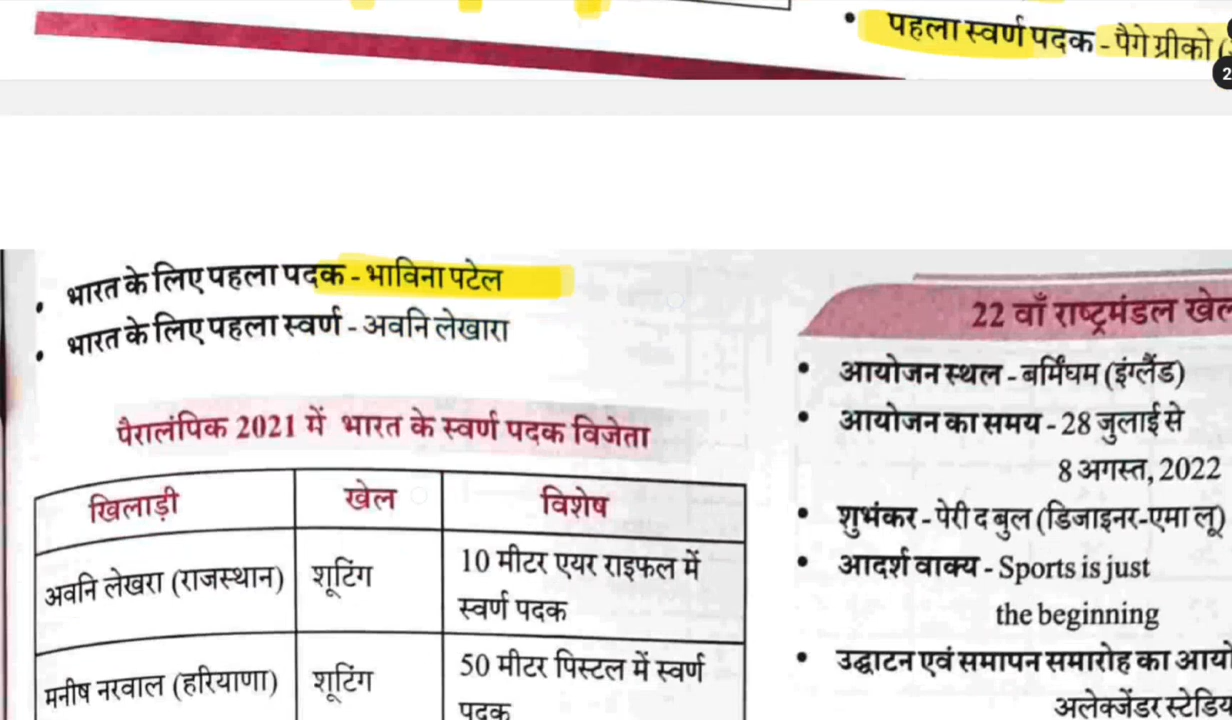 • पहला स्वर्ण पदक - पैगे ग्रीको (
2
• भारत के लिए पहला पदक - भाविना पटेल
• भारत के लिए पहला स्वर्ण - अवनि लेखारा
पैरालंपिक 2021 में भारत के स्वर्ण पदक विजेता
खिलाड़ी खेल विशेष
अवनि लेखरा (राजस्थान) शूटिंग 10 मीटर एयर राइफल में
स्वर्ण पदक
मनीष नरवाल (हरियाणा) शूटिंग 50 मीटर पिस्टल में स्वर्ण
पदक
22 वाँ राष्ट्रमंडल खेल
• आयोजन स्थल - बर्मिंघम (इंग्लैंड)
• आयोजन का समय - 28 जुलाई से
8 अगस्त, 2022
• शुभंकर - पेरी द बुल (डिजाइनर-एमा लू)
• आदर्श वाक्य - Sports is just
the beginning
• उद्घाटन एवं समापन समारोह का
अलेक्जेंडर